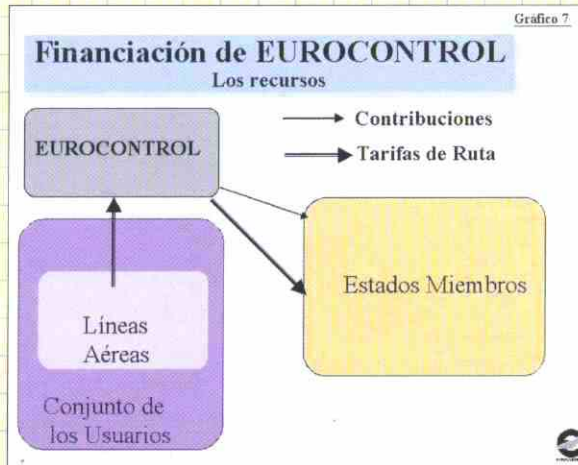 Gráfico 7
Financiación de EUROCONTROL
Los recursos
EUROCONTROL
Contribuciones
Tarifas de Ruta
Estados Miembros
Líneas
Aéreas
Conjunto de
los Usuarios